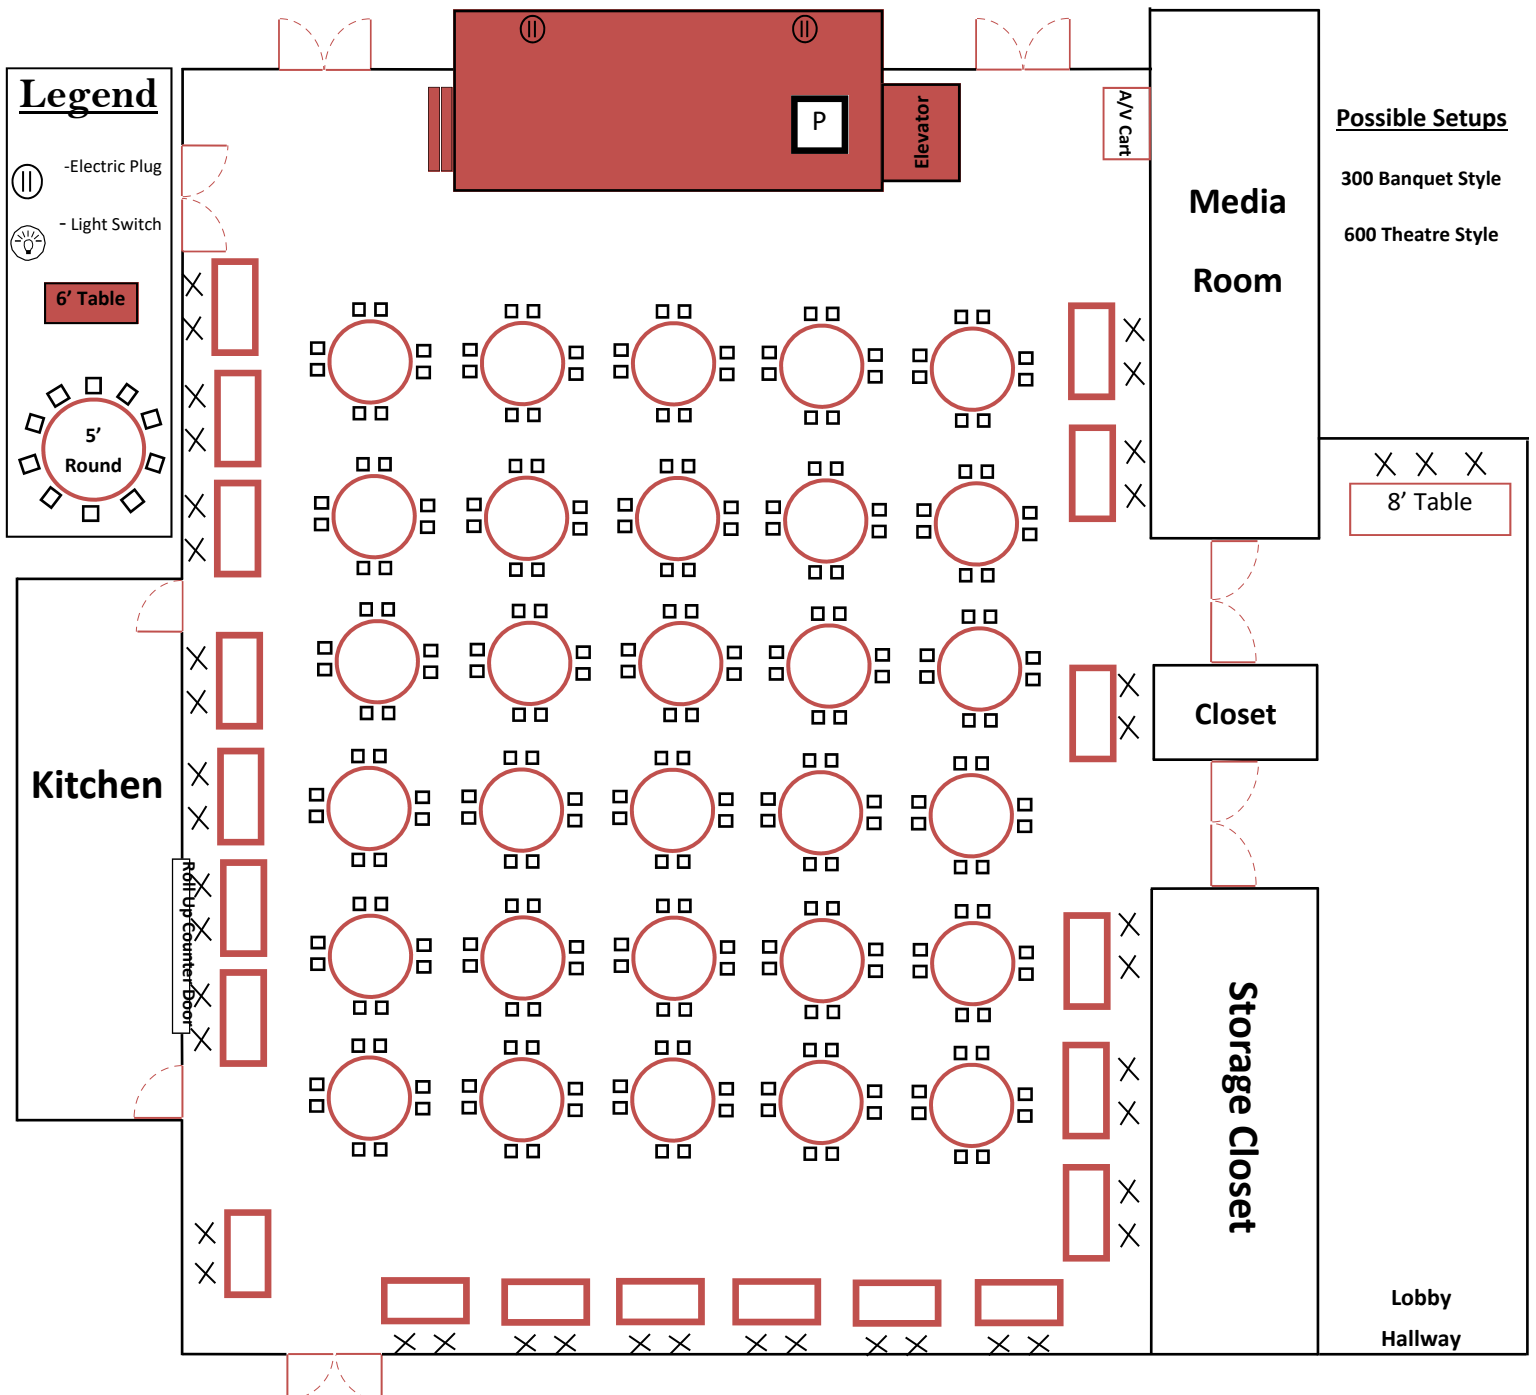 Legend
-Electric Plug
- Light Switch
6’ Table
5’
Round
P
Elevator
A/V Cart
Media
Room
Possible Setups
300 Banquet Style
600 Theatre Style
8’ Table
Closet
Kitchen
Roll Up Counter Door
Storage Closet
Lobby
Hallway